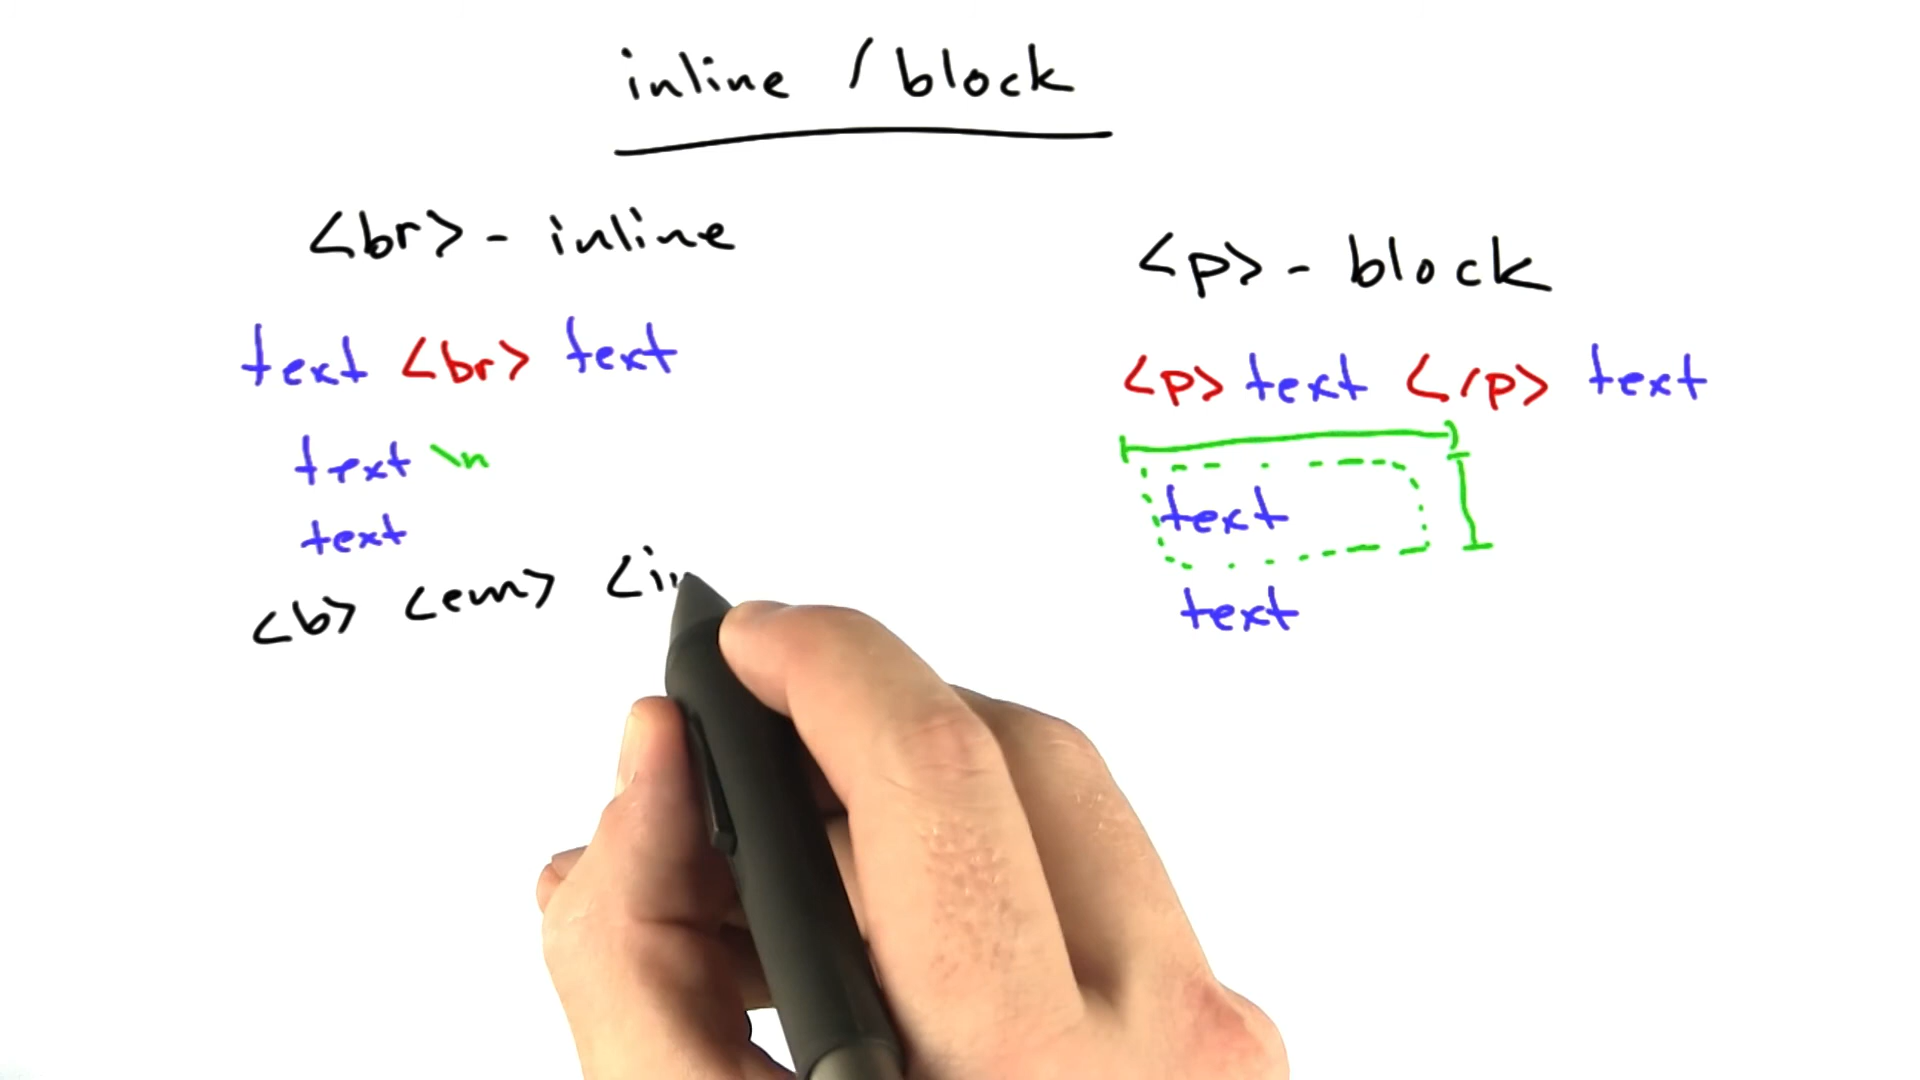 inline / block
<br> - inline
text <br> text
text \n
text
<b> <em> <i
<p> - block
<p> text </p> text
text
text